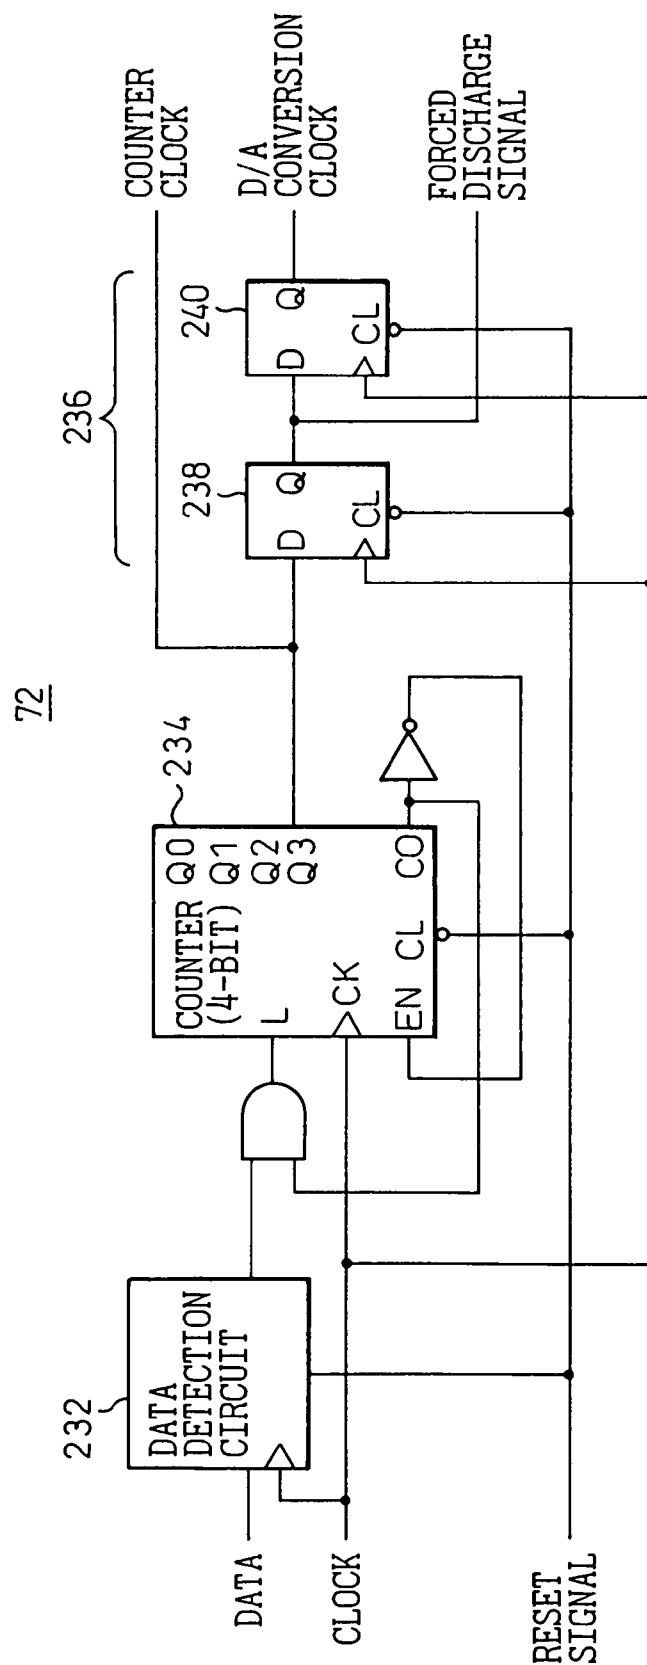 72
236
COUNTER
CLOCK
D/A
CONVERSION
CLOCK
FORCED
DISCHARGE
SIGNAL
232
DATA
DETECTION
CIRCUIT
DATA
CLOCK
RESET
SIGNAL
234
COUNTER
(4-BIT)
Q0
Q1
Q2
Q3
L
CK
EN
CL
CO
238
D
Q
CL
240
D
Q
CL